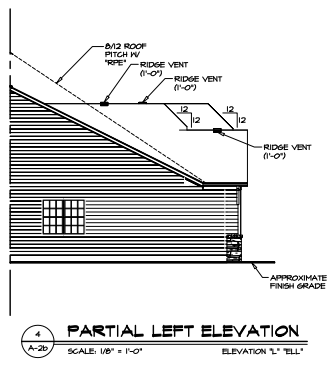 8/12 ROOF
PITCH W/
"RPE"
RIDGE VENT
(1'-0")
RIDGE VENT
(1'-0")
12
12
12
12
RIDGE VENT
(1'-0")
APPROXIMATE
FINISH GRADE
4
A-2b
PARTIAL LEFT ELEVATION
SCALE: 1/8" = 1'-0"
ELEVATION "L" "ELL"